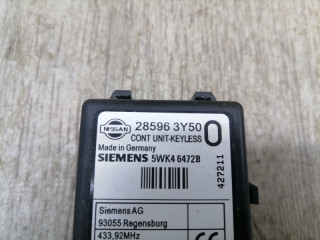 NISSAN
28596 3Y500
CONT UNIT-KEYLESS
Made in Germany
SIEMENS 5WK4 6472B
427211
Siemens AG
93055 Regensburg
433,92MHz
CE